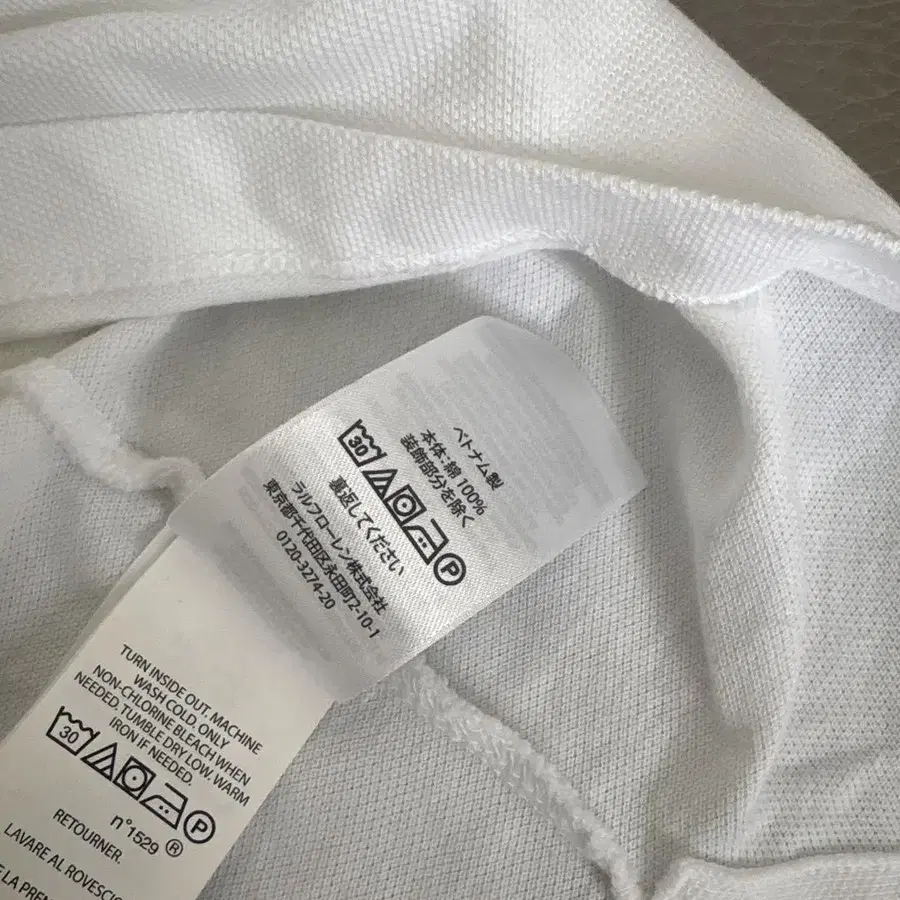 ベトナム製
本体:綿 100%
装飾部分を除く
30 P
裏返してください
ラルフローレン株式会社
東京都千代田区永田町2-10-1
0120-3274-20
TURN INSIDE OUT. MACHINE
WASH COLD. ONLY
NON-CHLORINE BLEACH WHEN
NEEDED. TUMBLE DRY LOW. WARM
IRON IF NEEDED.
30 P
n°1529 ®
RETOURNER.
LAVARE AL ROVESCIO
LA